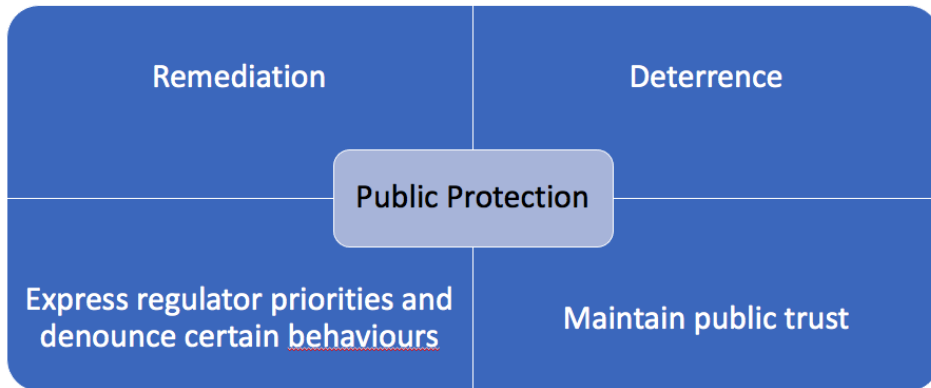 Remediation
Deterrence
Public Protection
Express regulator priorities and
denounce certain behaviours
Maintain public trust